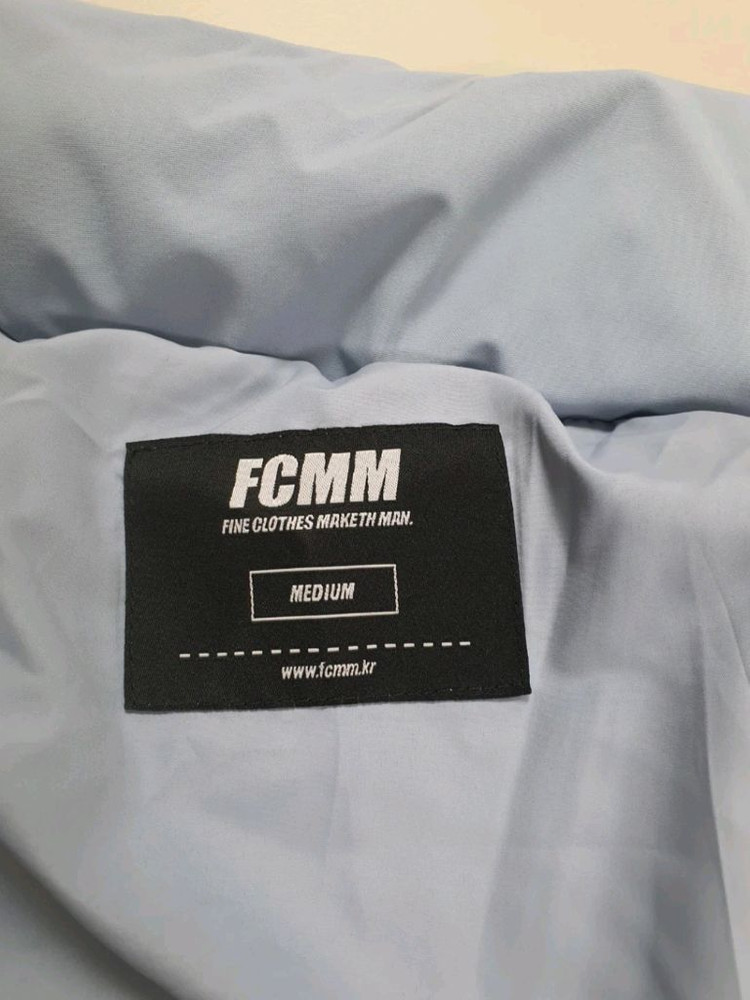 FCMM
FINE CLOTHES MAKETH MAN.
MEDIUM
www.fcmm.kr